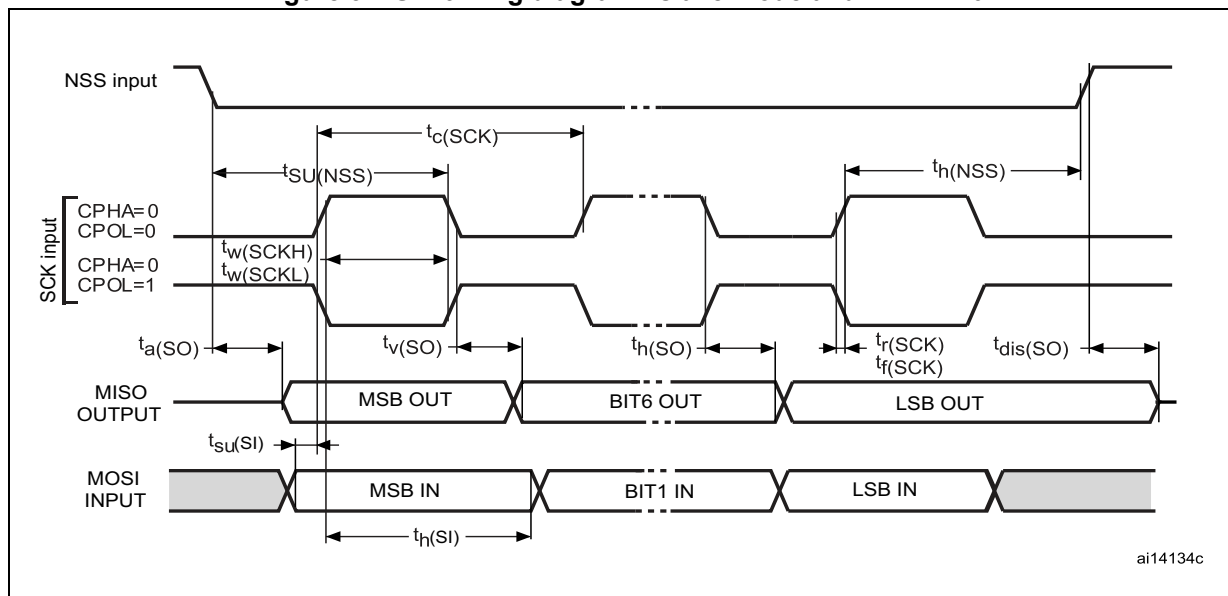 NSS input
tc(SCK)
tSU(NSS)
th(NSS)
SCK input
CPHA=0
CPOL=0
tw(SCKH)
CPHA=0
tw(SCKL)
CPOL=1
ta(SO)
tv(SO)
th(SO)
tr(SCK)
tf(SCK)
tdis(SO)
MISO
OUTPUT
MSB OUT
BIT6 OUT
LSB OUT
tsu(SI)
MOSI
INPUT
MSB IN
BIT1 IN
LSB IN
th(SI)
ai14134c